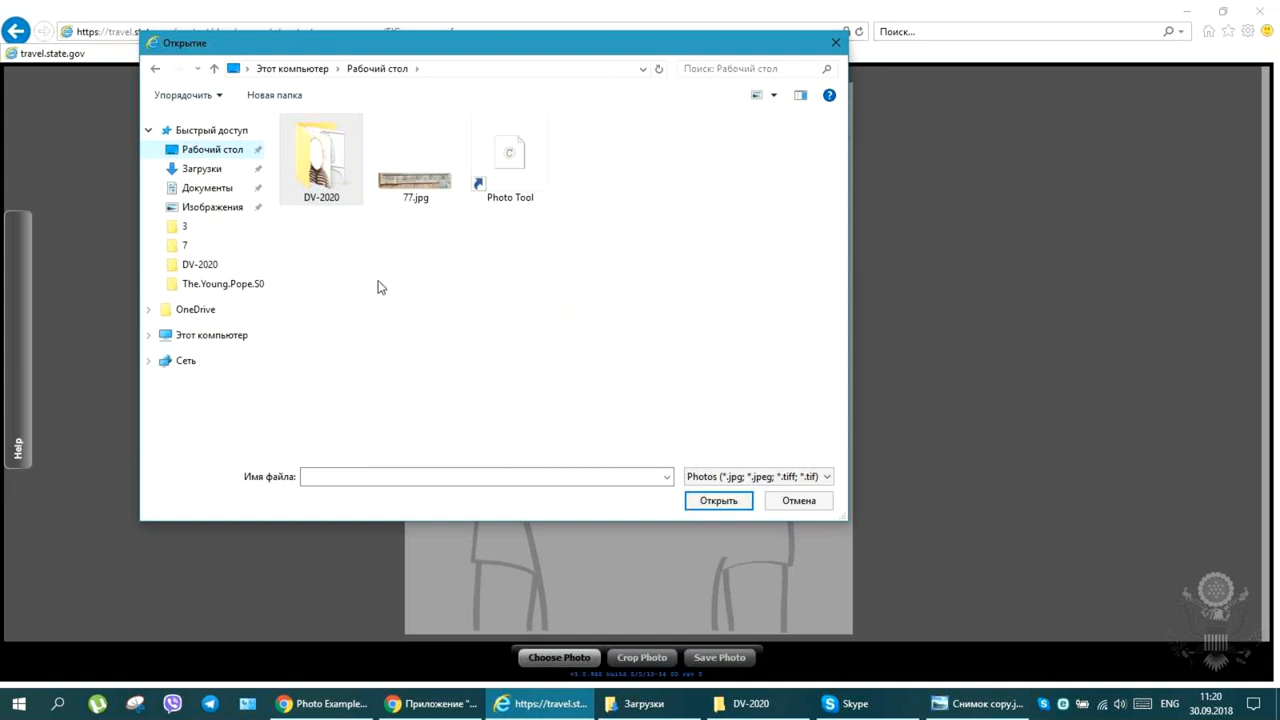 https://travel.st
Поиск...
travel.state.gov
Открытие
Этот компьютер › Рабочий стол ›
Поиск: Рабочий стол
Упорядочить
Новая папка
Быстрый доступ
Рабочий стол
Загрузки
Документы
Изображения
3
7
DV-2020
The.Young.Pope.S0
OneDrive
Этот компьютер
Сеть
DV-2020
77.jpg
Photo Tool
Имя файла:
Photos (*.jpg; *.jpeg; *.tiff; *.tif)
Открыть
Отмена
Help
Choose Photo
Crop Photo
Save Photo
Photo Example...
Приложение "...
https://travel.st...
Загрузки
DV-2020
Skype
Снимок copy.j...
ENG
11:20
30.09.2018